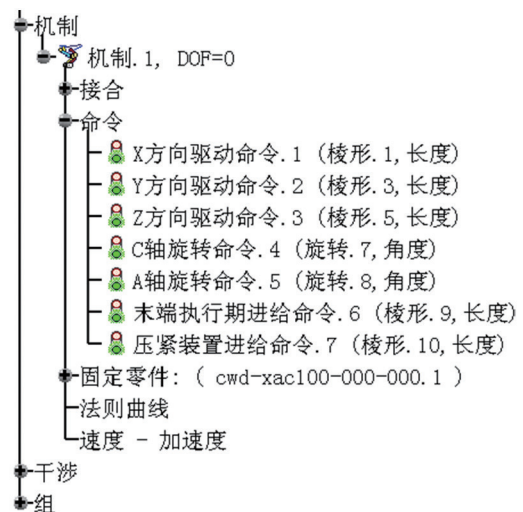 机制
机制.1, DOF=0
接合
命令
X方向驱动命令.1 (棱形.1,长度)
Y方向驱动命令.2 (棱形.3,长度)
Z方向驱动命令.3 (棱形.5,长度)
C轴旋转命令.4 (旋转.7,角度)
A轴旋转命令.5 (旋转.8,角度)
末端执行期进给命令.6 (棱形.9,长度)
压紧装置进给命令.7 (棱形.10,长度)
固定零件: ( cwd-xac100-000-000.1 )
法则曲线
速度 - 加速度
干涉
组